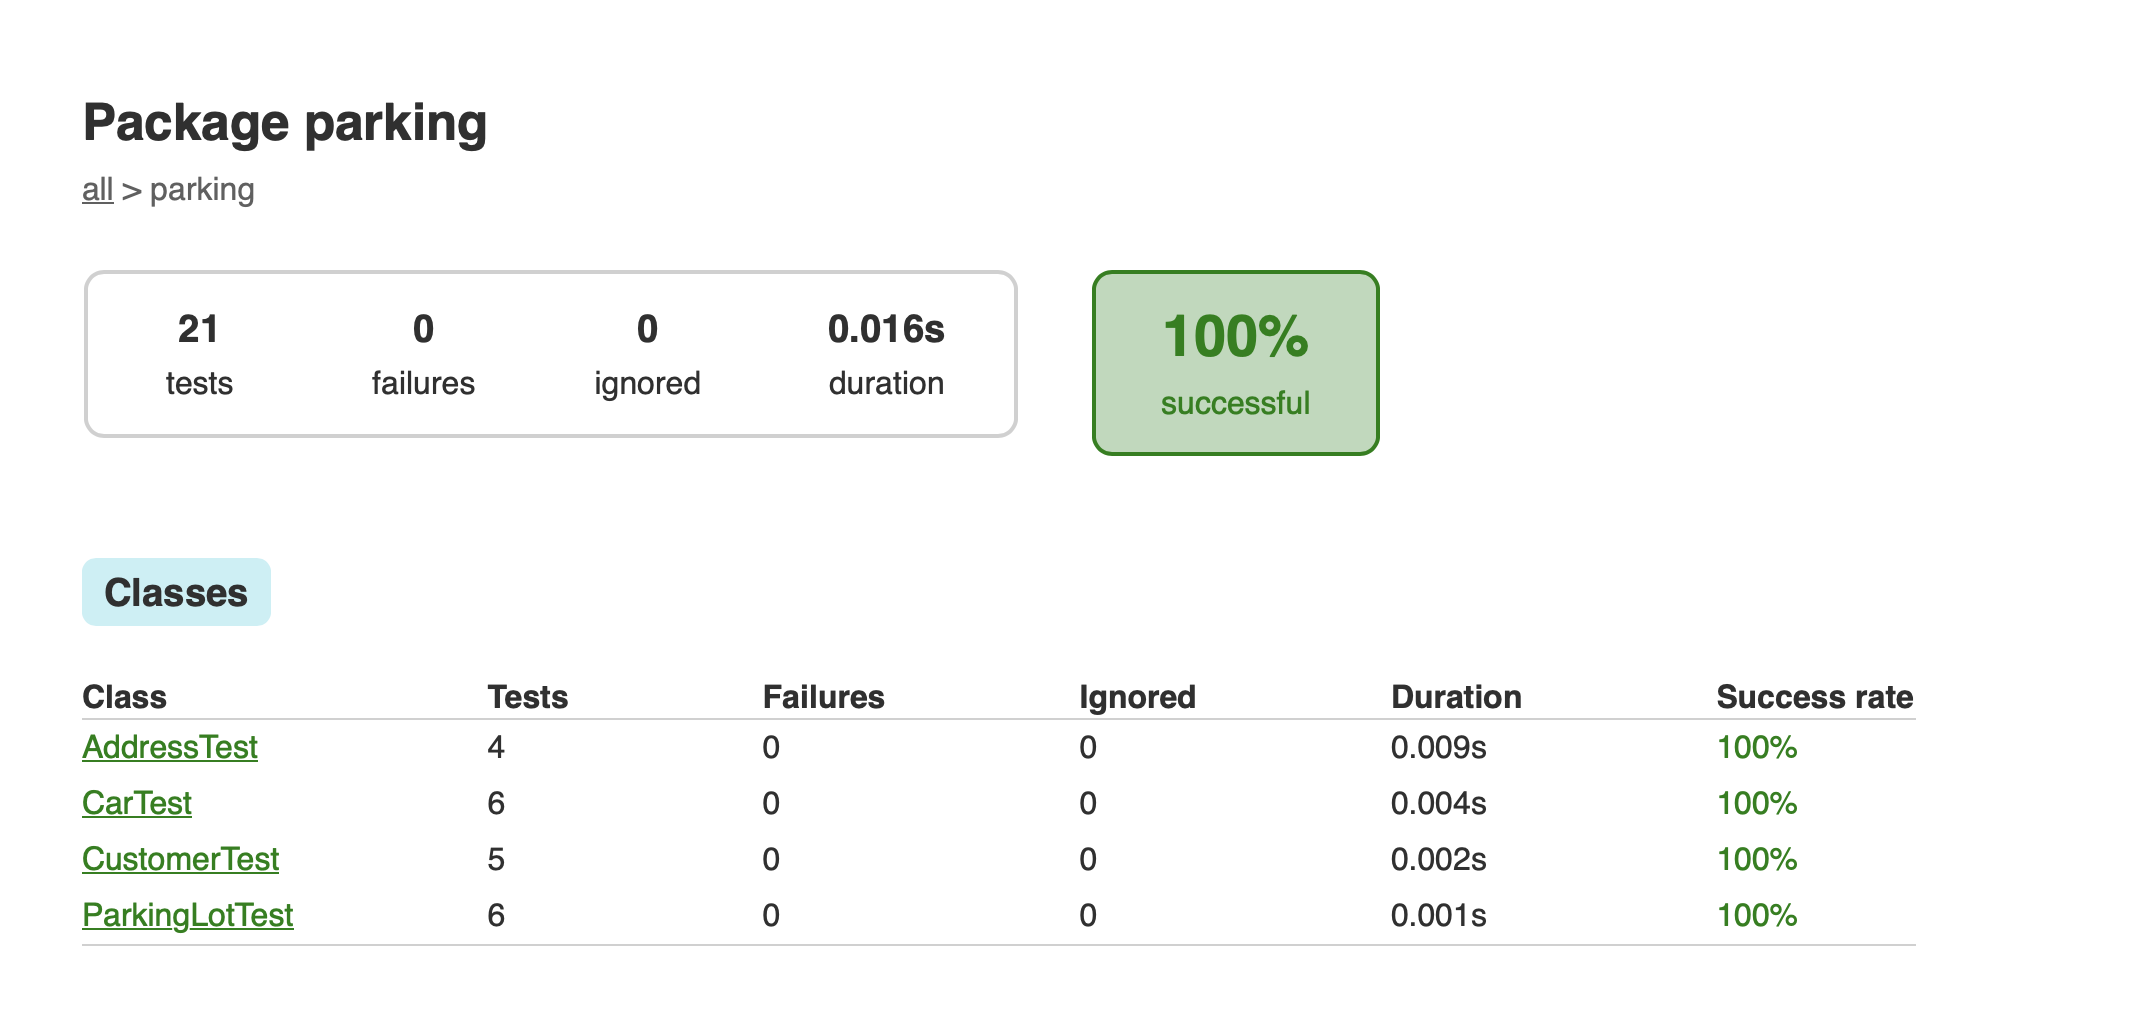 Package parking
all > parking
21 0 0 0.016s
tests failures ignored duration
100%
successful
Classes
Class Tests Failures Ignored Duration Success rate
AddressTest 4 0 0 0.009s 100%
CarTest 6 0 0 0.004s 100%
CustomerTest 5 0 0 0.002s 100%
ParkingLotTest 6 0 0 0.001s 100%